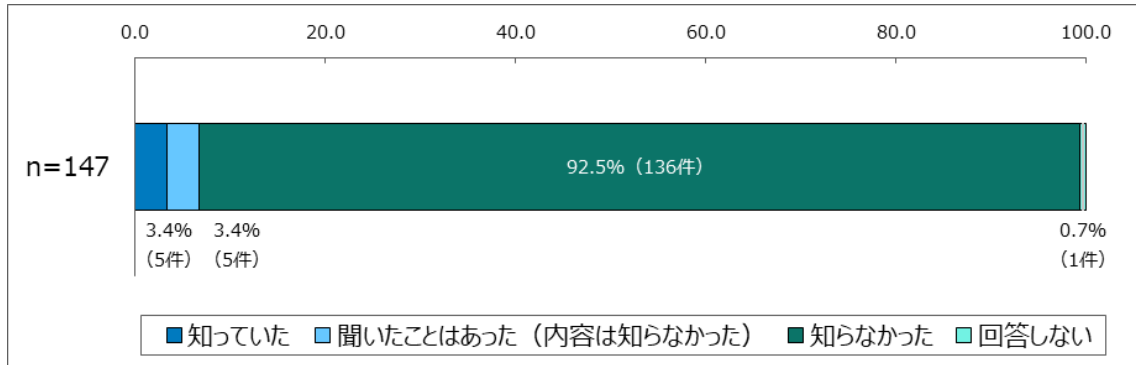 0.0 20.0 40.0 60.0 80.0 100.0
n=147
92.5%（136件）
3.4% 3.4% 0.7%
（5件） （5件） （1件）
知っていた 聞いたことはあった（内容は知らなかった） 知らなかった 回答しない